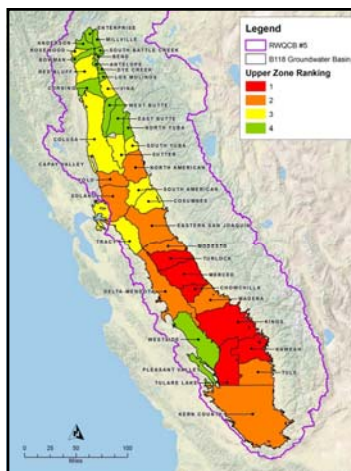 ENTERPRISE
MILLVILLE
ANDERSON
SOUTH BATTLE CREEK
ROSEWOOD
BEND
BOWMAN
ANTELOPE
DYE CREEK
RED BLUFF
LOS MOLINOS
CORNING
VINA
WEST BUTTE
EAST BUTTE
NORTH YUBA
COLUSA
SOUTH YUBA
SUTTER
CAPAY VALLEY
NORTH AMERICAN
YOLO
SOLANO
SOUTH AMERICAN
COSUMNES
EASTERN SAN JOAQUIN
TRACY
MODESTO
TURLOCK
MERCED
CHOWCHILLA
DELTA-MENDOTA
MADERA
KINGS
WESTSIDE
KAWEAH
PLEASANT VALLEY
TULE
TULARE LAKE
KERN COUNTY
Legend
RWQCB #5
B118 Groundwater Basin
Upper Zone Ranking
1
2
3
4
0
25
50
100
Miles